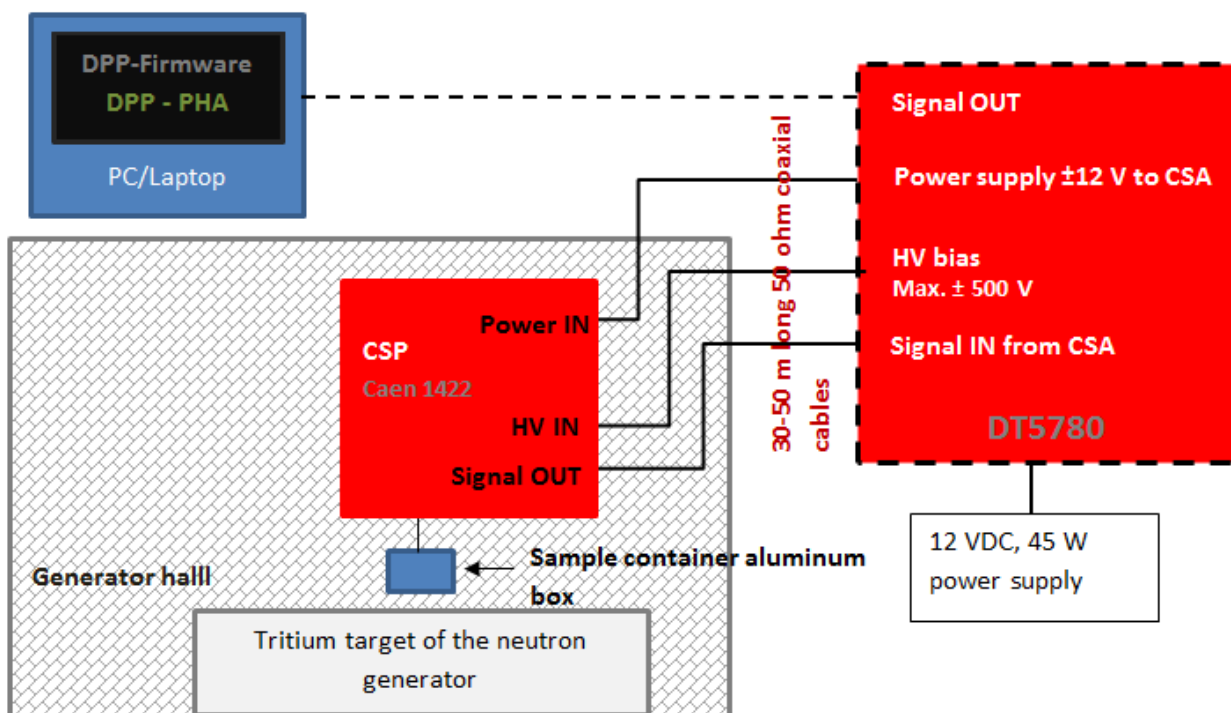 DPP-Firmware
DPP - PHA
PC/Laptop
Signal OUT
Power supply ±12 V to CSA
HV bias
Max. ± 500 V
Signal IN from CSA
DT5780
30-50 m long 50 ohm coaxial
cables
Power IN
CSP
Caen 1422
HV IN
Signal OUT
12 VDC, 45 W
power supply
Sample container aluminum
box
Generator halll
Tritium target of the neutron
generator